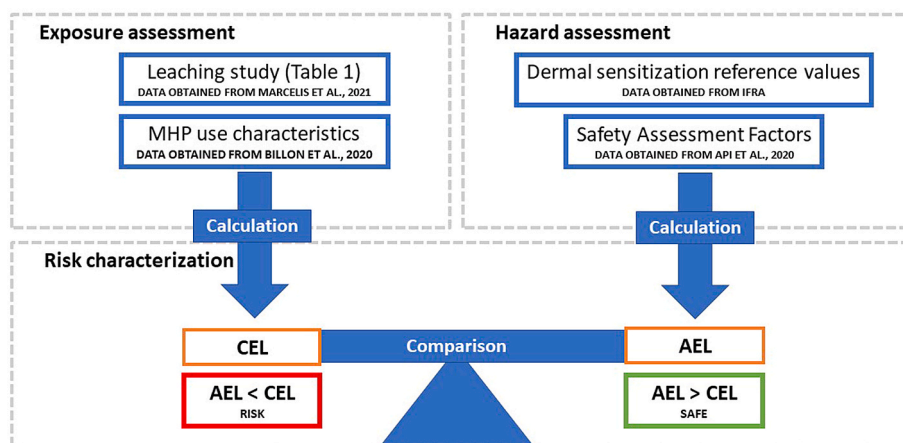 Exposure assessment
Leaching study (Table 1)
DATA OBTAINED FROM MARCELIS ET AL., 2021
MHP use characteristics
DATA OBTAINED FROM BILLON ET AL., 2020
Calculation
Hazard assessment
Dermal sensitization reference values
DATA OBTAINED FROM IFRA
Safety Assessment Factors
DATA OBTAINED FROM API ET AL., 2020
Calculation
Risk characterization
CEL
Comparison
AEL
AEL < CEL
RISK
AEL > CEL
SAFE